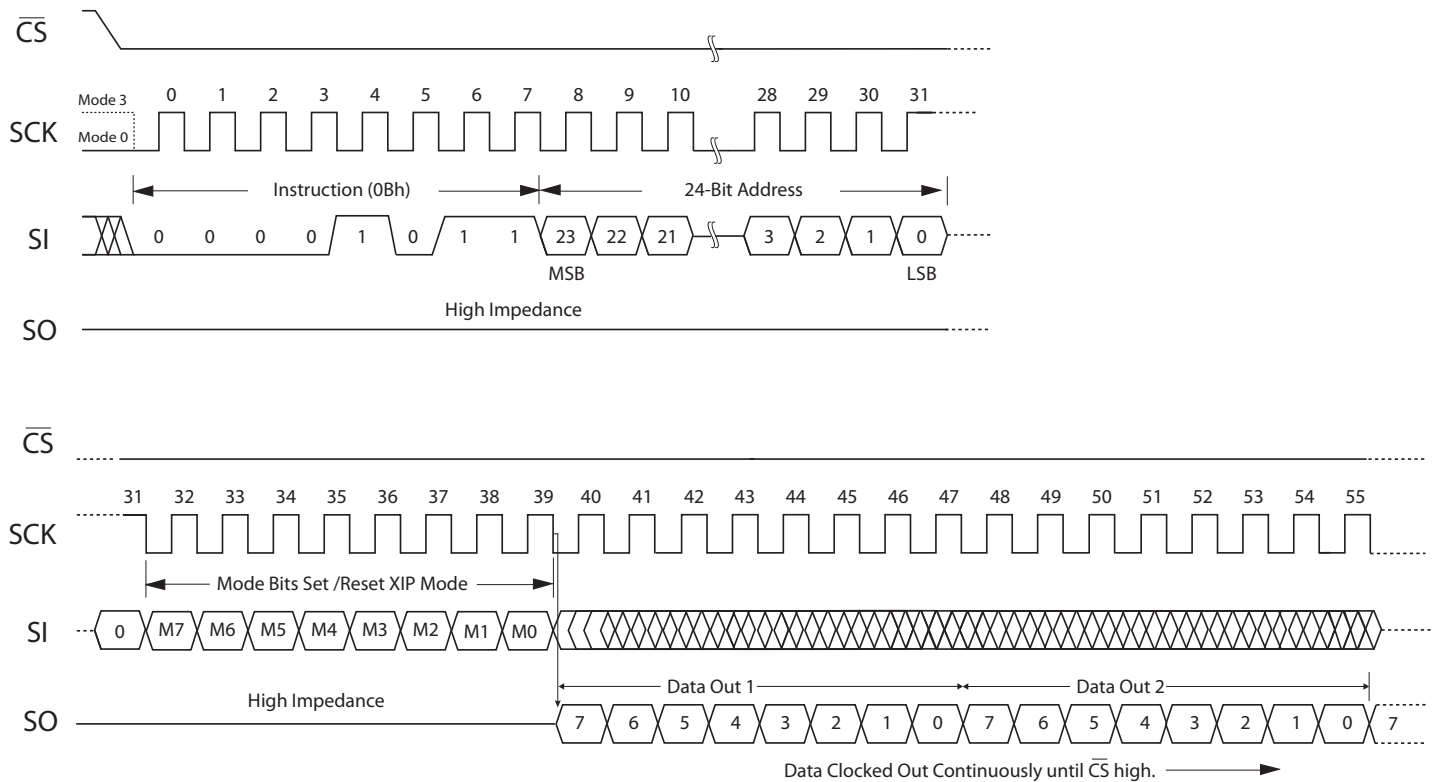 CS
Mode 3
Mode 0
SCK
0 1 2 3 4 5 6 7 8 9 10 28 29 30 31
Instruction (0Bh)
24-Bit Address
SI
0 0 0 0 1 0 1 1 23 22 21 3 2 1 0
MSB
LSB
High Impedance
SO
CS
31 32 33 34 35 36 37 38 39 40 41 42 43 44 45 46 47 48 49 50 51 52 53 54 55
SCK
Mode Bits Set /Reset XIP Mode
SI
0 M7 M6 M5 M4 M3 M2 M1 M0
Data Out 1
Data Out 2
High Impedance
SO
7 6 5 4 3 2 1 0 7 6 5 4 3 2 1 0 7
Data Clocked Out Continuously until CS high.